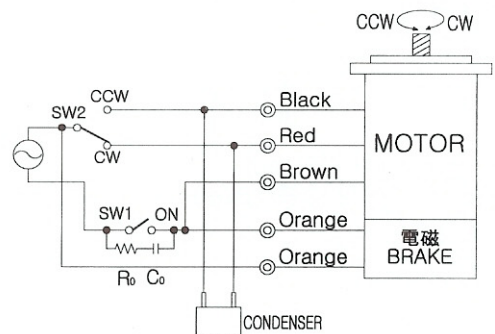 CCW CW
CCW
SW2
CW
Black
Red
Brown
MOTOR
SW1 ON
Orange
Orange
R₀ C₀
電磁
BRAKE
CONDENSER